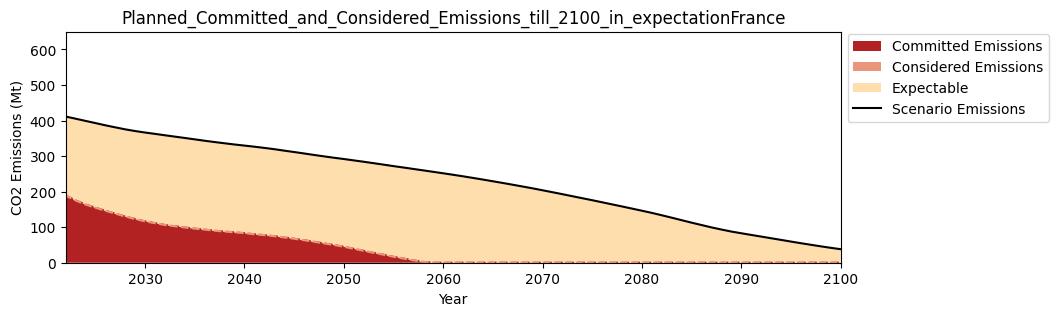 Planned_Committed_and_Considered_Emissions_till_2100_in_expectationFrance
600
500
400
300
200
100
0
CO2 Emissions (Mt)
2030 2040 2050 2060 2070 2080 2090 2100
Year
Committed Emissions
Considered Emissions
Expectable
Scenario Emissions